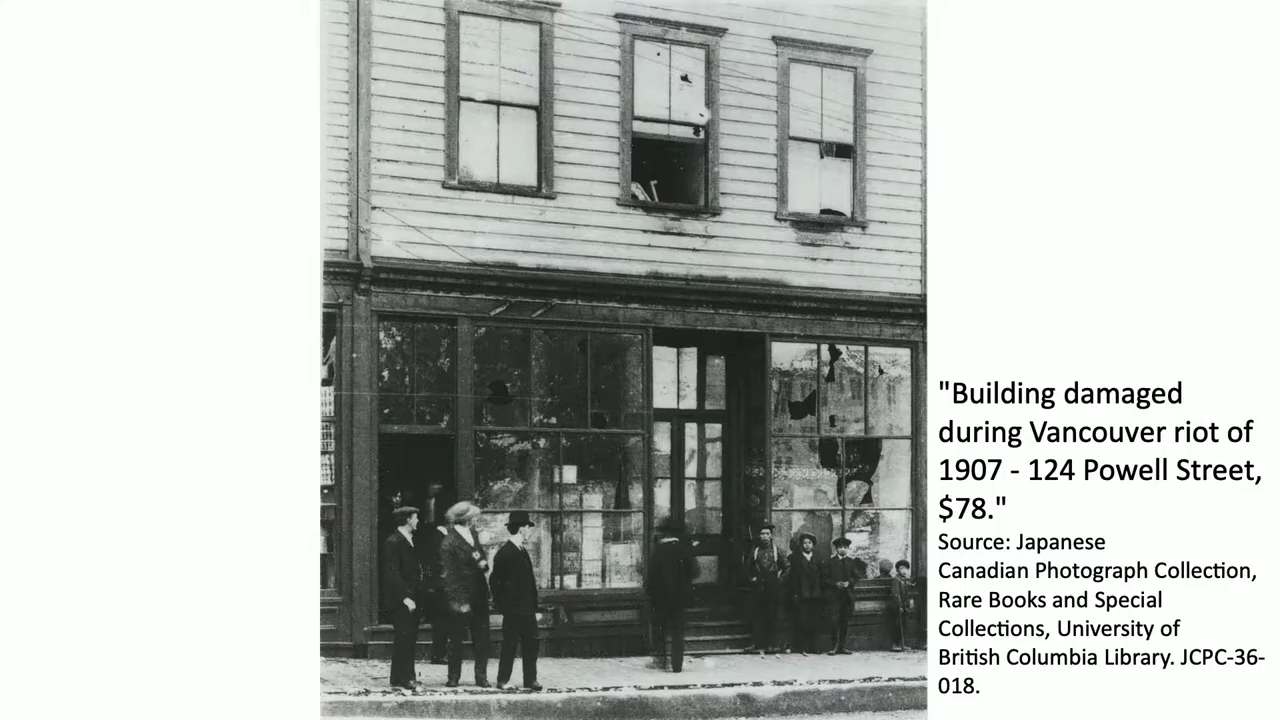 "Building damaged
during Vancouver riot of
1907 - 124 Powell Street,
$78."
Source: Japanese
Canadian Photograph Collection,
Rare Books and Special
Collections, University of
British Columbia Library. JCPC-36-
018.